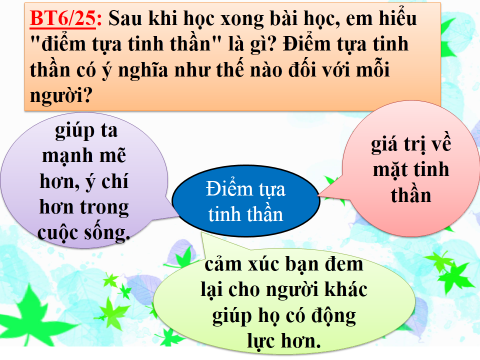 BT6/25: Sau khi học xong bài học, em hiểu
"điểm tựa tinh thần" là gì? Điểm tựa tinh
thần có ý nghĩa như thế nào đối với mỗi
người?
giúp ta
mạnh mẽ
hơn, ý chí
hơn trong
cuộc sống.
giá trị về
mặt tinh
thần
Điểm tựa
tinh thần
cảm xúc bạn đem
lại cho người khác
giúp họ có động
lực hơn.